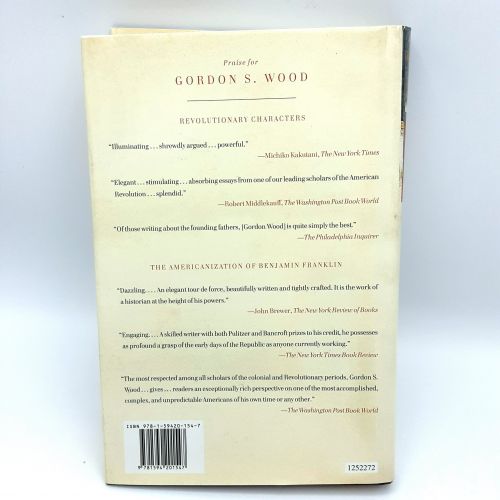 Praise for
GORDON S. WOOD
REVOLUTIONARY CHARACTERS
“Illuminating . . . shrewdly argued . . . powerful.”
—Michiko Kakutani, The New York Times
“Elegant . . . stimulating . . . absorbing essays from one of our leading scholars of the American
Revolution . . . splendid.”
—Robert Middlekauff, The Washington Post Book World
“Of those writing about the founding fathers, [Gordon Wood] is quite simply the best.”
—The Philadelphia Inquirer
THE AMERICANIZATION OF BENJAMIN FRANKLIN
“Dazzling. . . . An elegant tour de force, beautifully written and tightly crafted. It is the work of
a historian at the height of his powers.”
—John Brewer, The New York Review of Books
“Engaging. . . . A skilled writer with both Pulitzer and Bancroft prizes to his credit, he possesses
as profound a grasp of the early days of the Republic as anyone currently working.”
—The New York Times Book Review
“The most respected among all scholars of the colonial and Revolutionary periods, Gordon S.
Wood . . . gives . . . readers an exceptionally rich perspective on one of the most accomplished,
complex, and unpredictable Americans of his own time or any other.”
—The Washington Post Book World
ISBN 978-1-59420-154-7
9 781594 201547
1252272